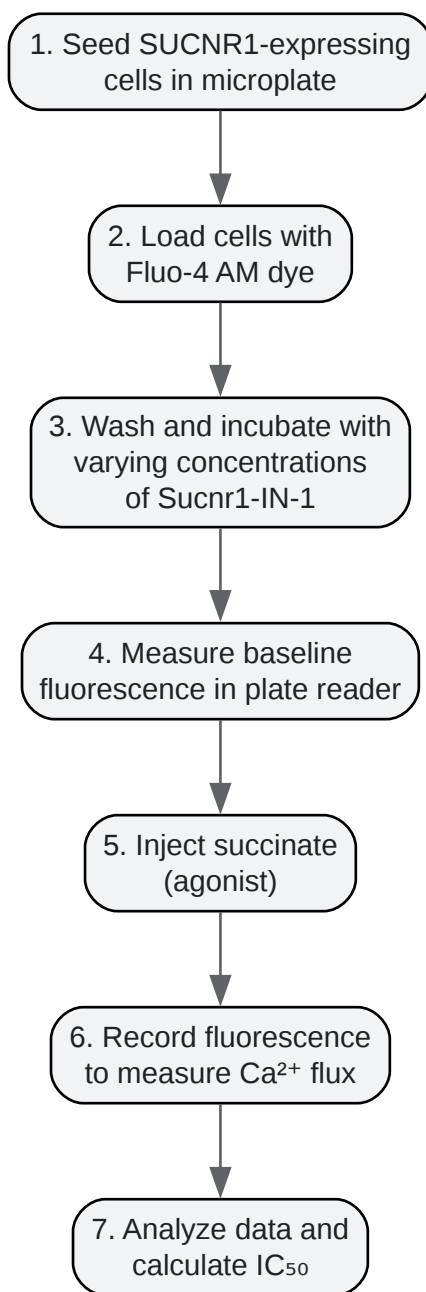 1. Seed SUCNR1-expressing
cells in microplate
2. Load cells with
Fluo-4 AM dye
3. Wash and incubate with
varying concentrations
of Sucnr1-IN-1
4. Measure baseline
fluorescence in plate reader
5. Inject succinate
(agonist)
6. Record fluorescence
to measure Ca²⁺ flux
7. Analyze data and
calculate IC₅₀